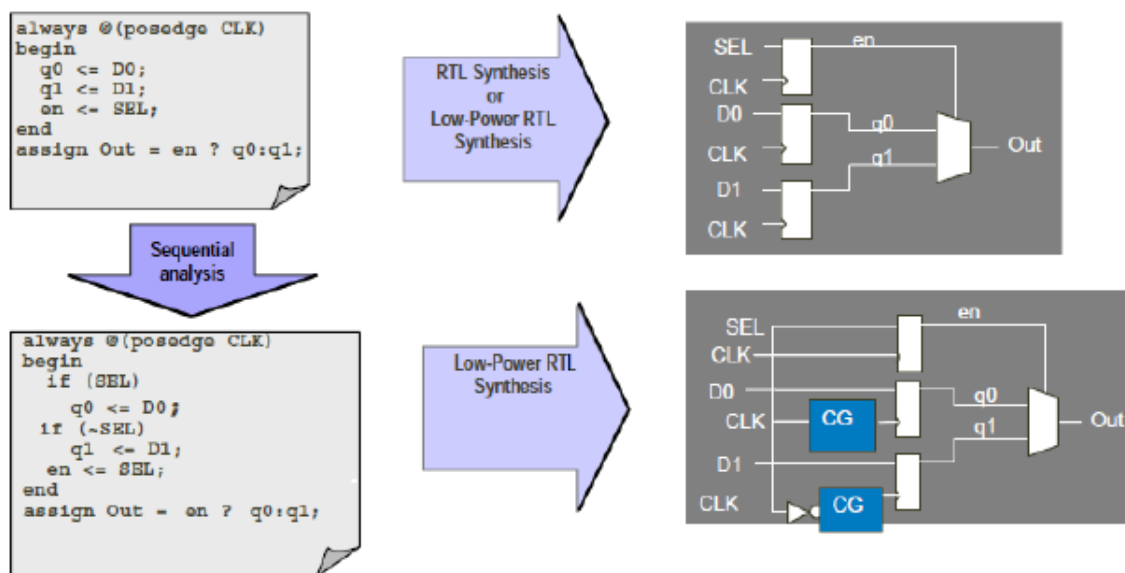 always @(posedge CLK)
begin
q0 <= D0;
q1 <= D1;
en <= SEL;
end
assign Out = en ? q0:q1;
RTL Synthesis
or
Low-Power RTL
Synthesis
SEL
en
CLK
D0
q0
CLK
Out
q1
D1
CLK
Sequential
analysis
always @(posedge CLK)
begin
if (SEL)
q0 <= D0;
if (~SEL)
q1 <= D1;
en <= SEL;
end
assign Out = en ? q0:q1;
Low-Power RTL
Synthesis
SEL
en
CLK
D0
q0
CLK
CG
Out
q1
D1
CLK
CG